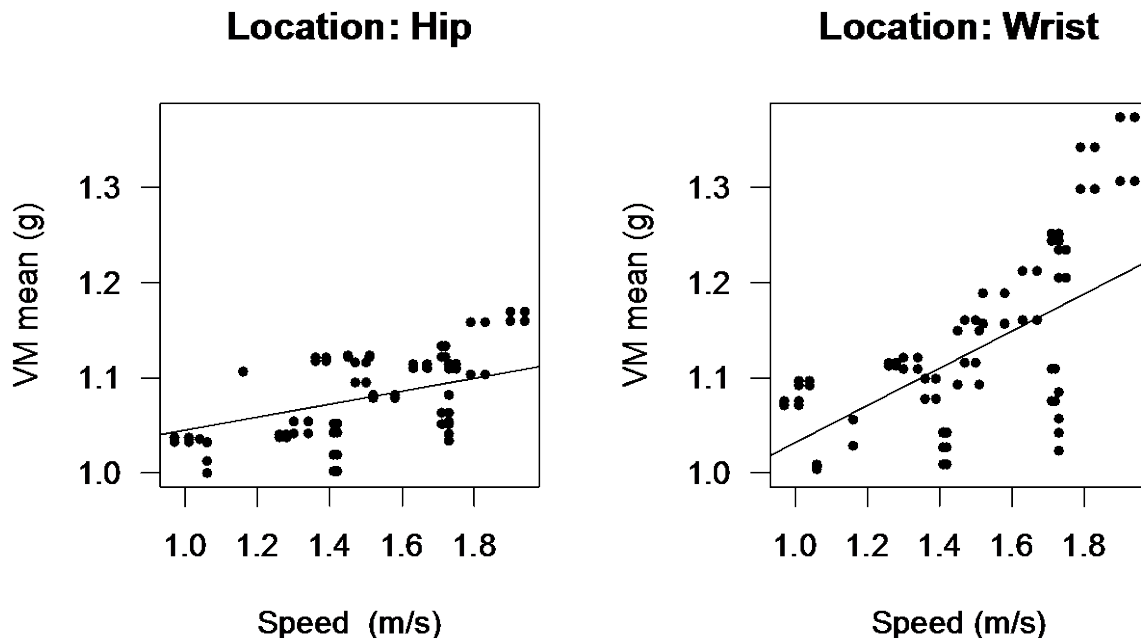 Location: Hip
VM mean (g)
1.3
1.2
1.1
1.0
1.0 1.2 1.4 1.6 1.8
Speed (m/s)
Location: Wrist
VM mean (g)
1.3
1.2
1.1
1.0
1.0 1.2 1.4 1.6 1.8
Speed (m/s)